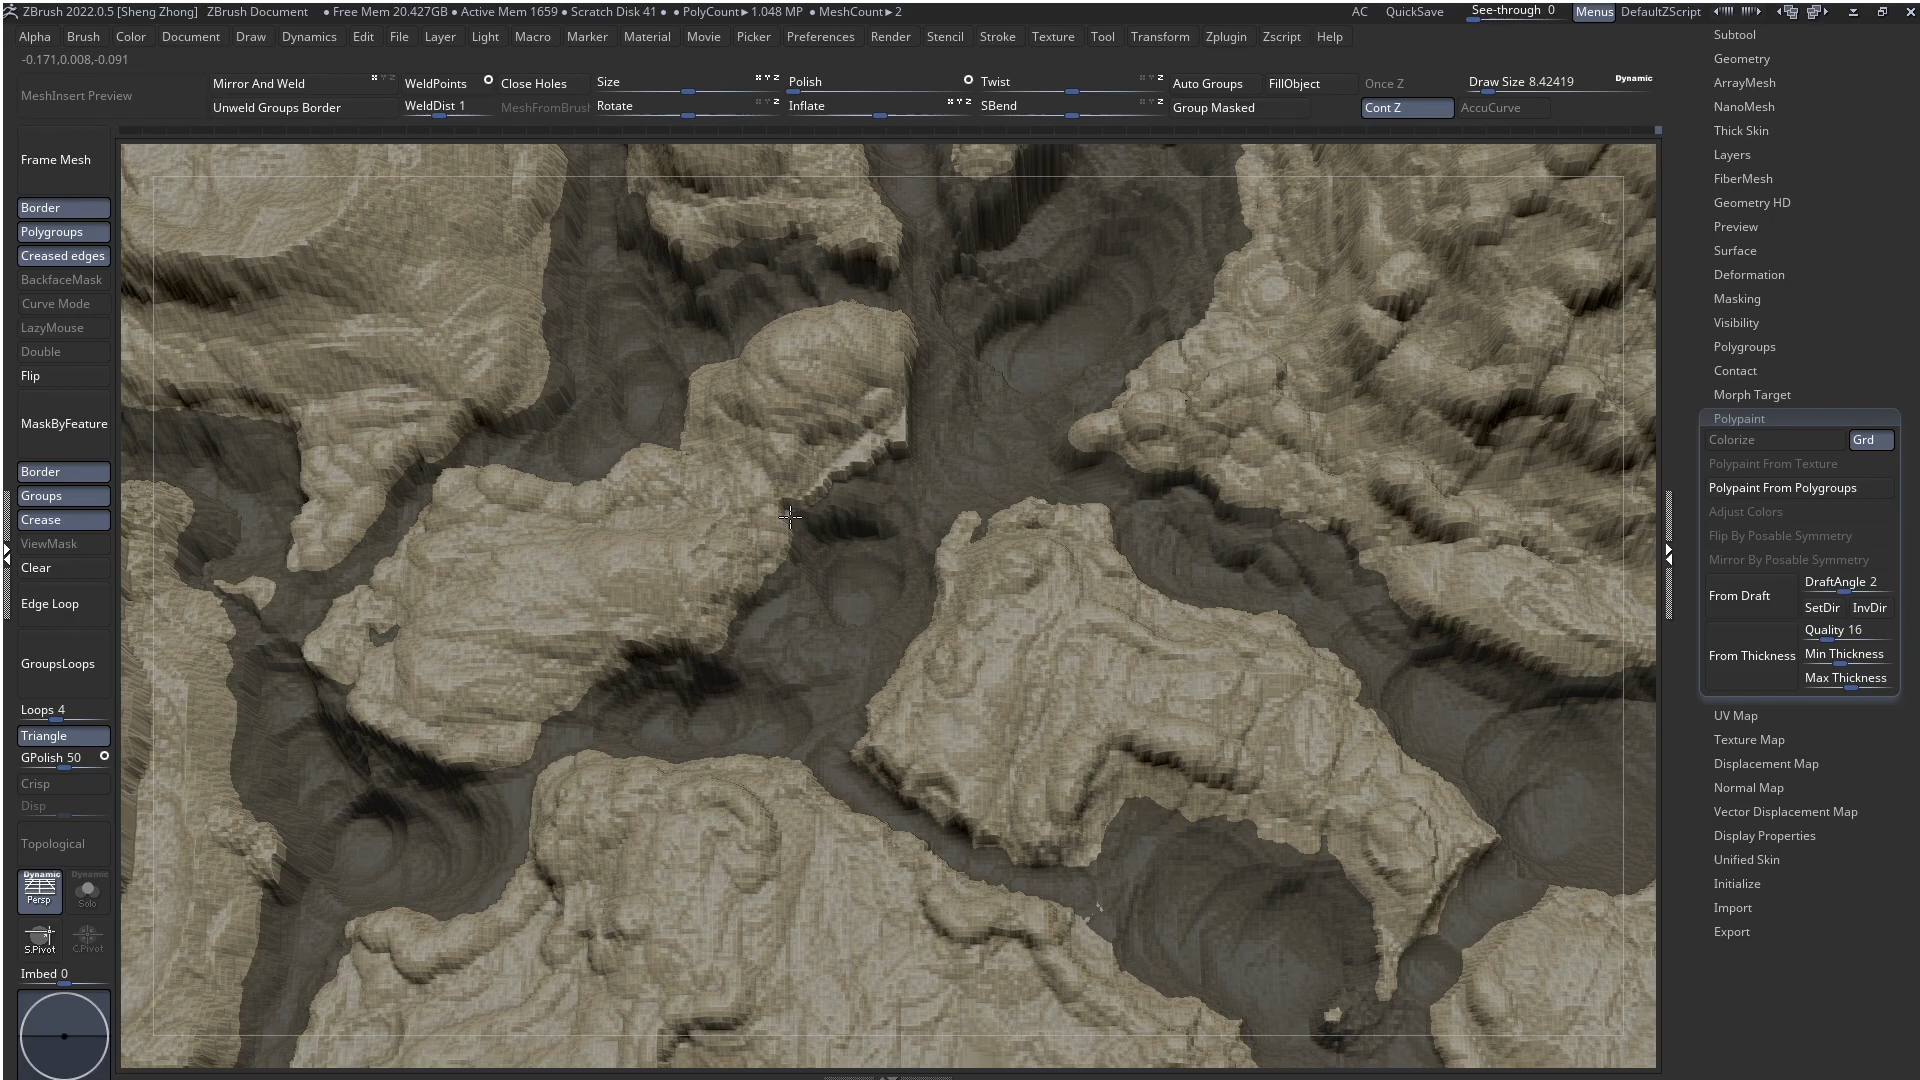 ZBrush 2022.0.5 [Sheng Zhong] ZBrush Document • Free Mem 20.427GB • Active Mem 1659 • Scratch Disk 41 • • PolyCount▸1.048 MP • MeshCount▸2 AC QuickSave See-through 0 Menus DefaultZScript
Alpha Brush Color Document Draw Dynamics Edit File Layer Light Macro Marker Material Movie Picker Preferences Render Stencil Stroke Texture Tool Transform Zplugin Zscript Help
-0.171,0.008,-0.091
MeshInsert Preview
Mirror And Weld WeldPoints Close Holes Size Polish Twist Auto Groups FillObject Once Z Draw Size 8.42419 Dynamic
Unweld Groups Border WeldDist 1 MeshFromBrush Rotate Inflate SBend Group Masked Cont Z AccuCurve
Frame Mesh
Border
Polygroups
Creased edges
BackfaceMask
Curve Mode
LazyMouse
Double
Flip
MaskByFeature
Border
Groups
Crease
ViewMask
Clear
Edge Loop
GroupsLoops
Loops 4
Triangle
GPolish 50
Crisp
Disp
Topological
Dynamic Dynamic
Persp Solo
S.Pivot C.Pivot
Imbed 0
Subtool
Geometry
ArrayMesh
NanoMesh
Thick Skin
Layers
FiberMesh
Geometry HD
Preview
Surface
Deformation
Masking
Visibility
Polygroups
Contact
Morph Target
Polypaint
Colorize Grd
Polypaint From Texture
Polypaint From Polygroups
Adjust Colors
Flip By Posable Symmetry
Mirror By Posable Symmetry
From Draft DraftAngle 2
SetDir InvDir
Quality 16
From Thickness Min Thickness
Max Thickness
UV Map
Texture Map
Displacement Map
Normal Map
Vector Displacement Map
Display Properties
Unified Skin
Initialize
Import
Export